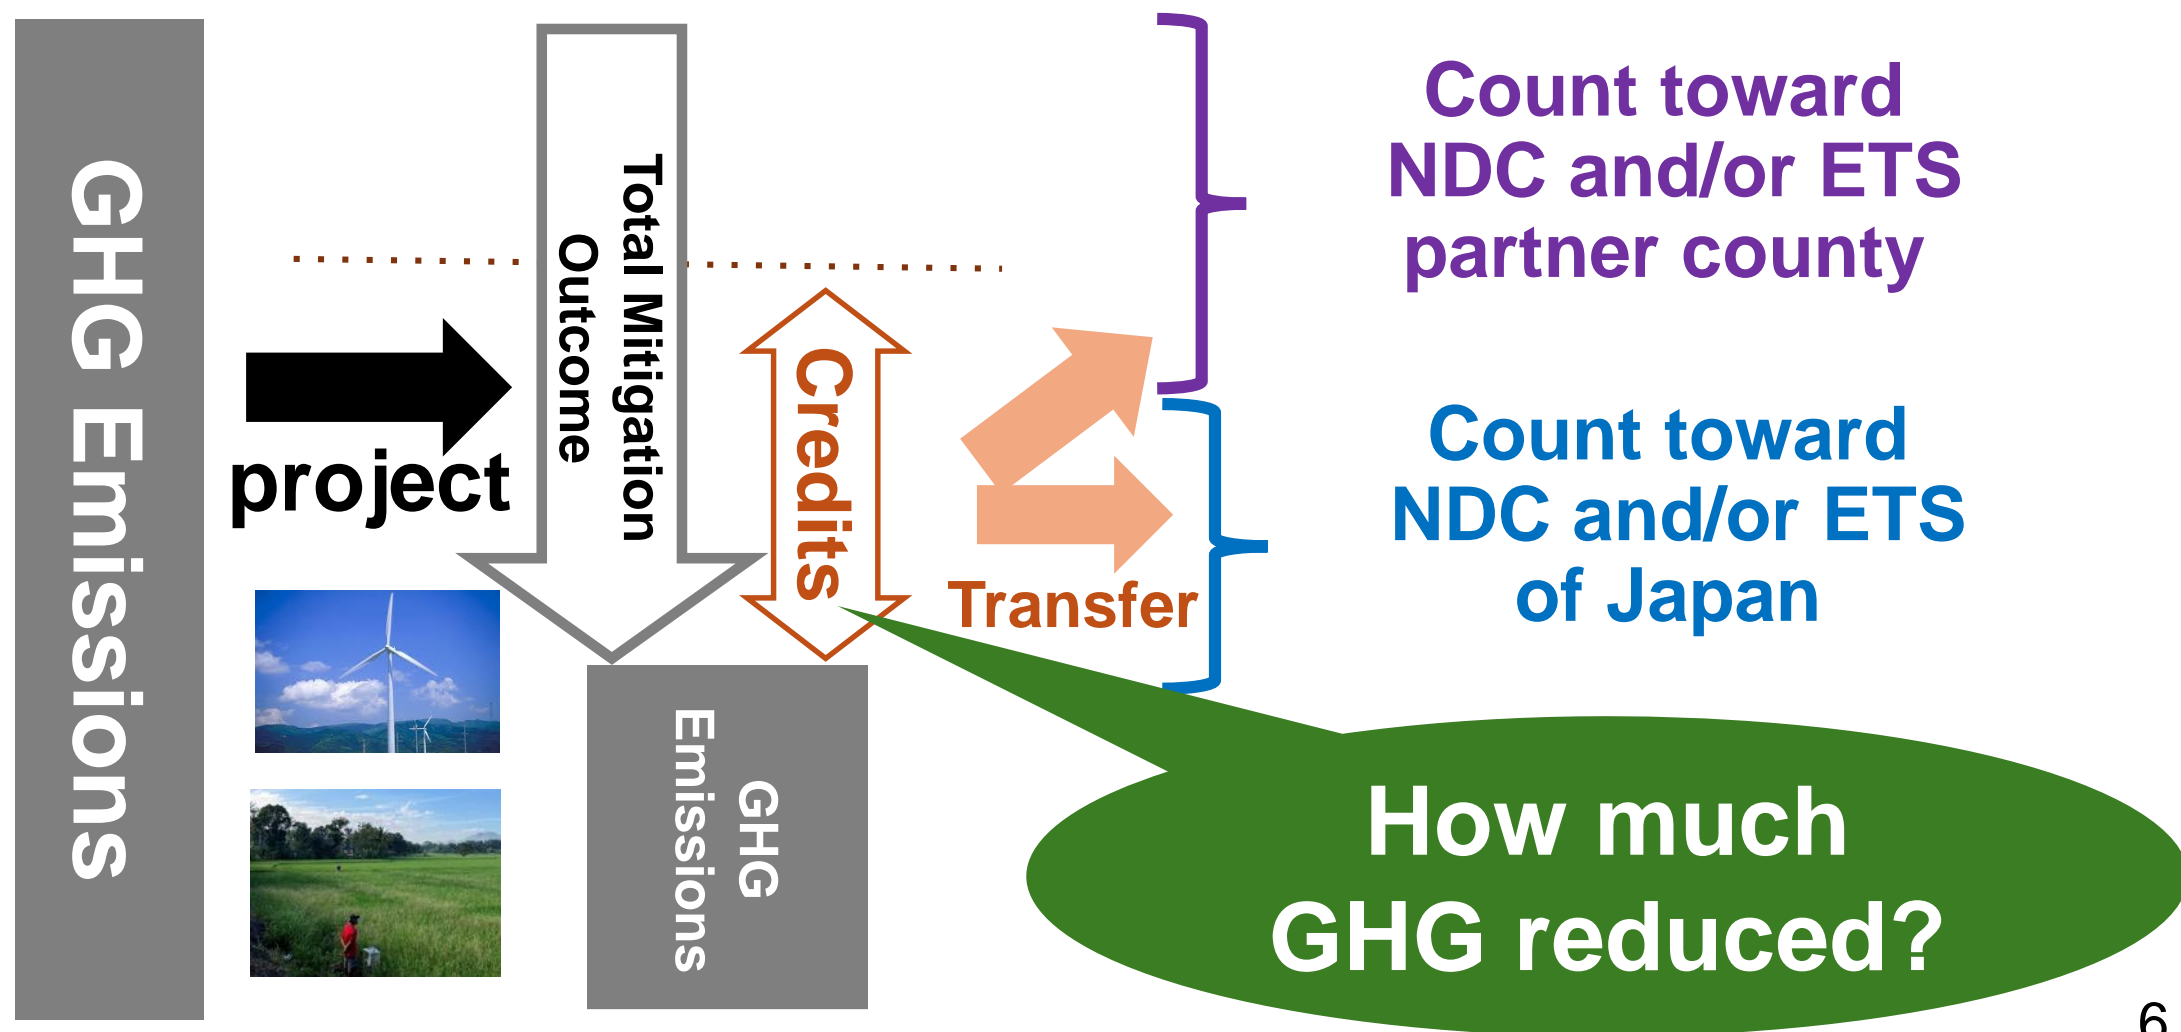 GHG Emissions
project
Total Mitigation
Outcome
Credits
Transfer
GHG
Emissions
Count toward
NDC and/or ETS
partner county
Count toward
NDC and/or ETS
of Japan
How much
GHG reduced?
6